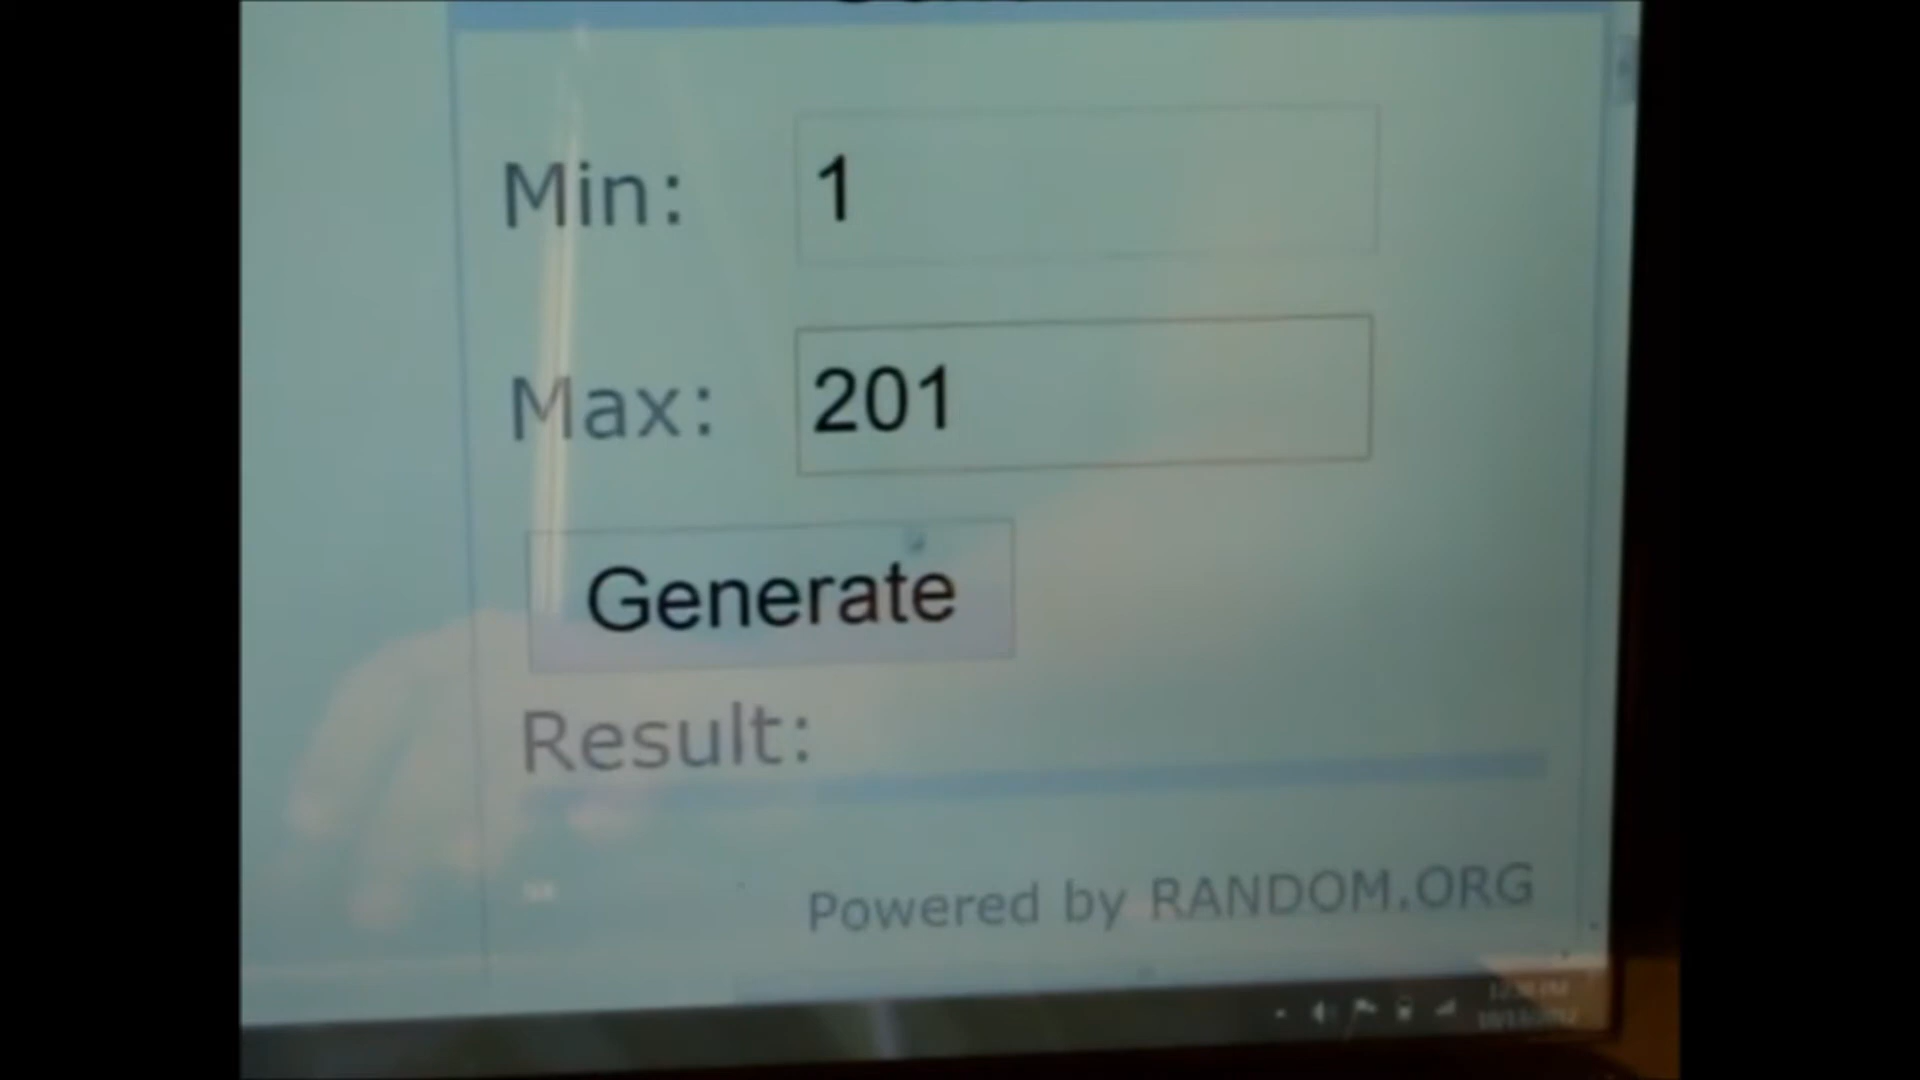 Min: 1
Max: 201
Generate
Result:
Powered by RANDOM.ORG